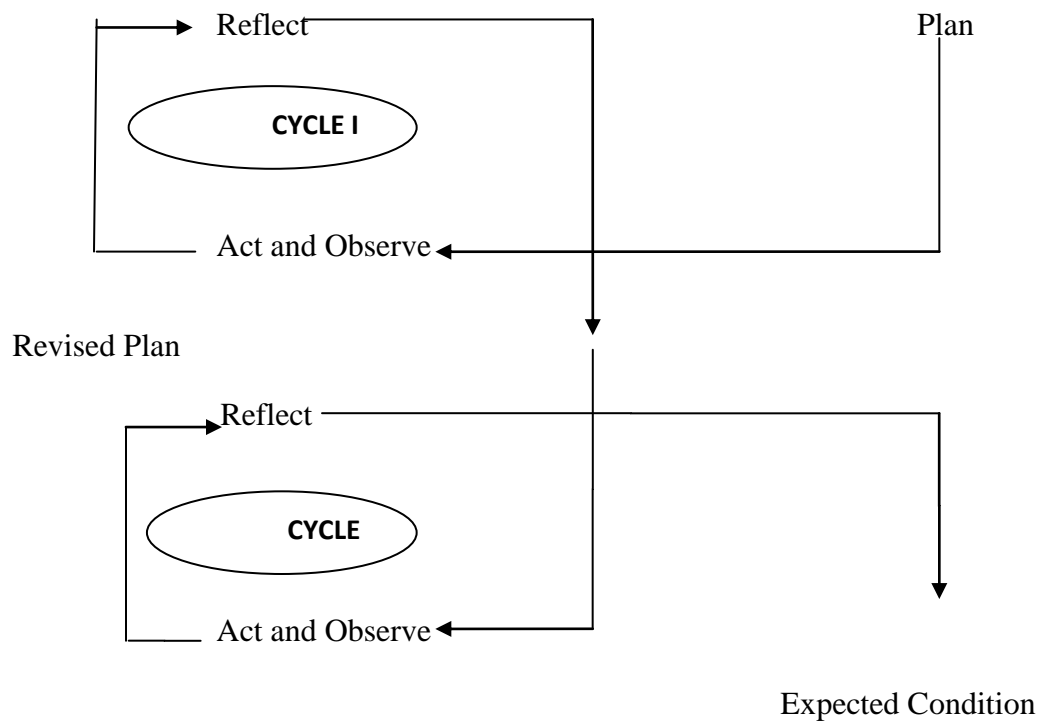 Reflect Plan
CYCLE I
Act and Observe
Revised Plan
Reflect
CYCLE
Act and Observe
Expected Condition